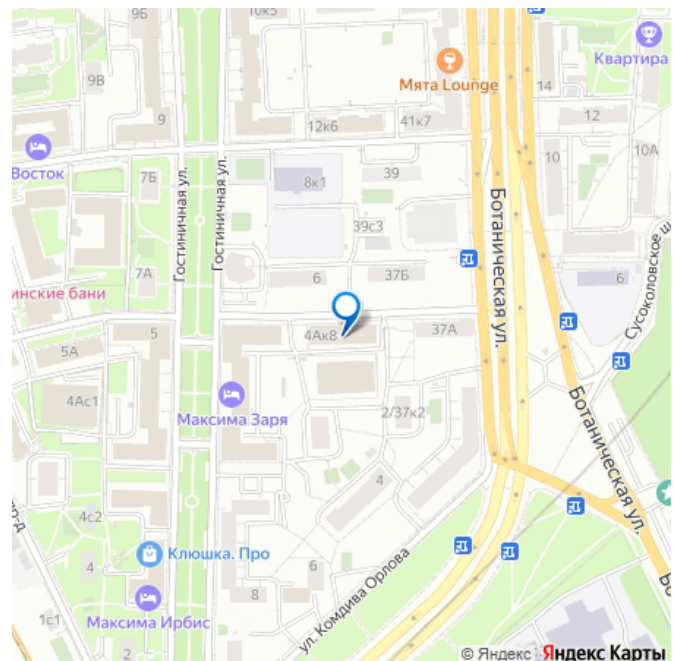 10к5
9Б
9В
Квартира
Мята Lounge
14
9
12к6
41к7
12
Восток
7Б
8к1
39
10
10А
Гостиничная ул.
Гостиничная ул.
39с3
Ботаническая ул.
Сусоколовское ш
7А
6
37Б
6
инские бани
5
4Ак8
37А
5А
4Ас1
Максима Заря
2/37к2
Ботаническая ул.
4
р-д
4с2
Клюшка. Про
ул. Комдива Орлова
4
6
8
Бо
Максима Ирбис
1с1
2
© Яндекс Яндекс Карты